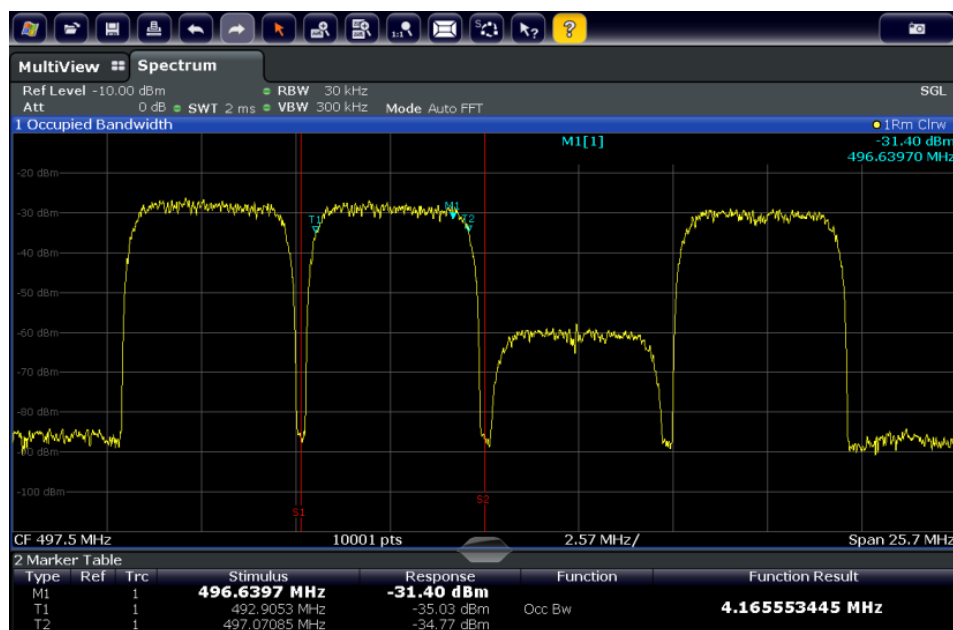 1:1 S ? ?
MultiView Spectrum
Ref Level -10.00 dBm RBW 30 kHz SGL
Att 0 dB SWT 2 ms VBW 300 kHz Mode Auto FFT
1 Occupied Bandwidth 1Rm Clrw
M1[1] -31.40 dBm
496.63970 MHz
-20 dBm
-30 dBm
M1
T1 T2
-40 dBm
-50 dBm
-60 dBm
-70 dBm
-80 dBm
-90 dBm
-100 dBm
S2
S1
CF 497.5 MHz 10001 pts 2.57 MHz/ Span 25.7 MHz
2 Marker Table
Type Ref Trc Stimulus Response Function Function Result
M1 1 496.6397 MHz -31.40 dBm
T1 1 492.9053 MHz -35.03 dBm Occ Bw 4.165553445 MHz
T2 1 497.07085 MHz -34.77 dBm